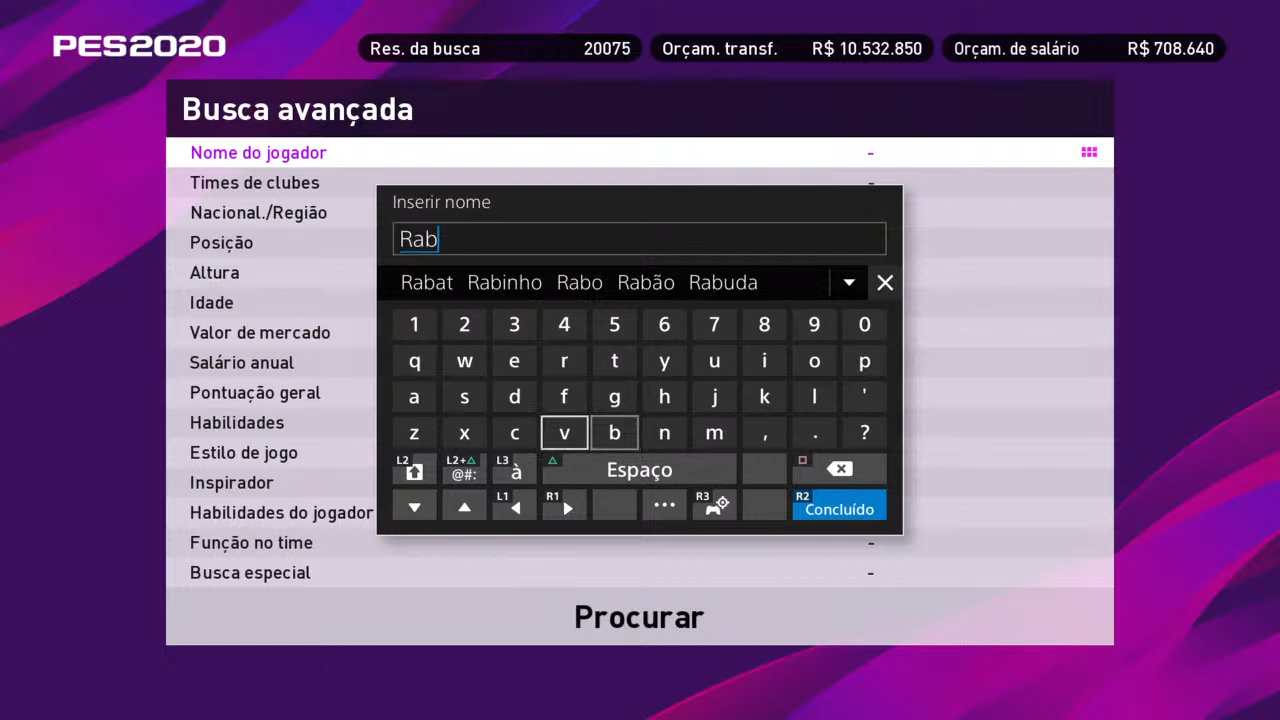 PES2020
Res. da busca 20075 Orçam. transf. R$ 10.532.850 Orçam. de salário R$ 708.640
Busca avançada
Nome do jogador -
Times de clubes -
Nacional./Região
Posição
Altura
Idade
Valor de mercado
Salário anual
Pontuação geral
Habilidades
Estilo de jogo
Inspirador
Habilidades do jogador
Função no time -
Busca especial -
Inserir nome
Rab
Rabat Rabinho Rabo Rabão Rabuda
1 2 3 4 5 6 7 8 9 0
q w e r t y u i o p
a s d f g h j k l '
z x c v b n m , . ?
L2 L2+△ @#: L3 à Espaço
L1 R1 ... R3 R2 Concluído
Procurar